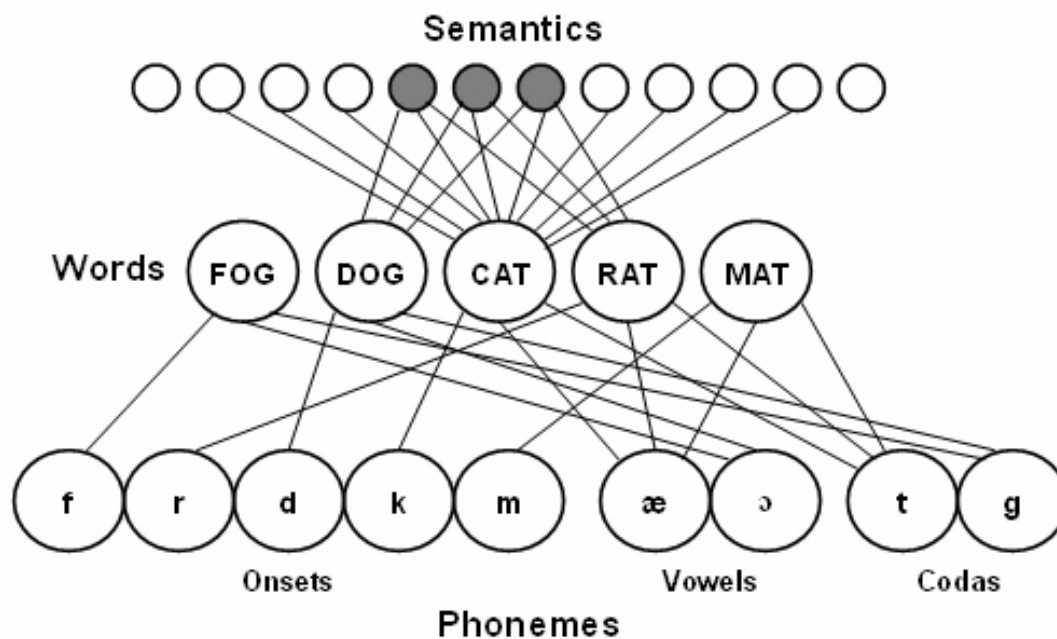 Semantics
Words FOG DOG CAT RAT MAT
f r d k m æ ɔ t g
Onsets Vowels Codas
Phonemes